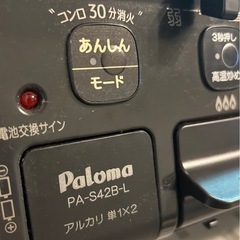 "コンロ30分消火"
弱
あんしん
モード
3秒押し
高温炒め
電池交換サイン
Paloma
PA-S42B-L
アルカリ 単1×2